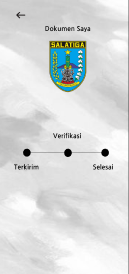 Dokumen Saya
SALATIGA
Verifikasi
Terkirim
Selesai